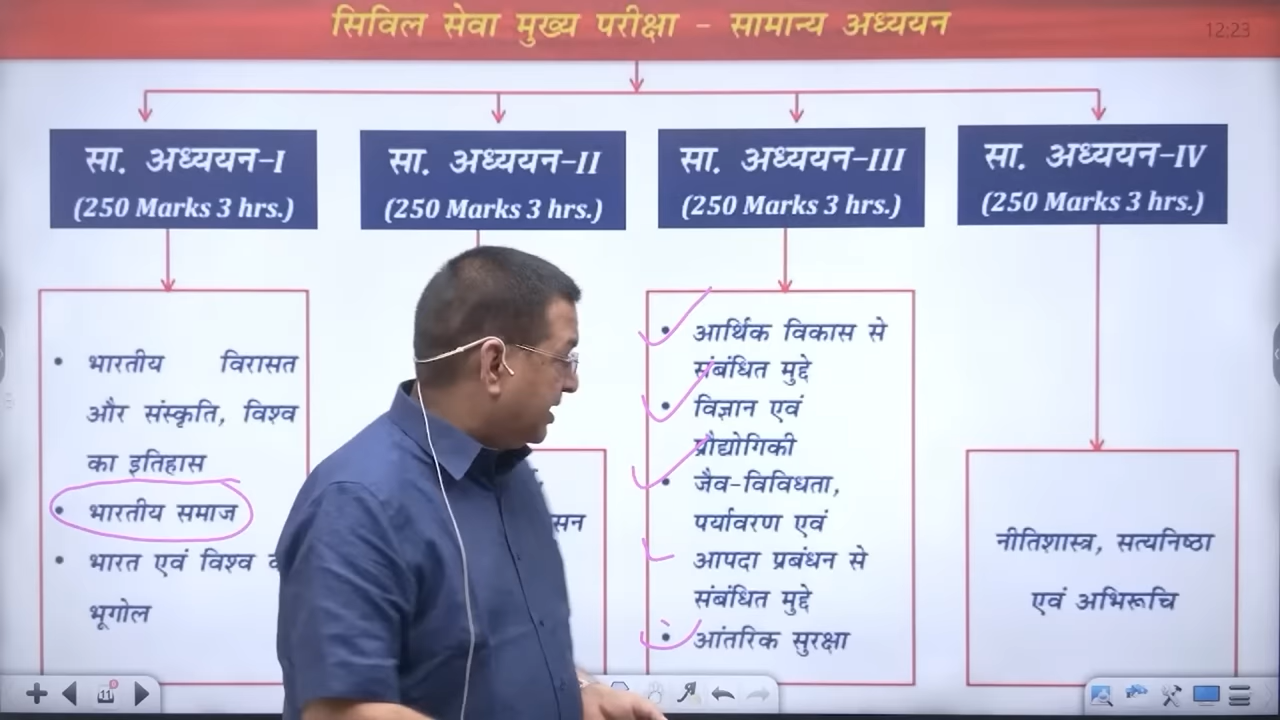 सिविल सेवा मुख्य परीक्षा - सामान्य अध्ययन
12:23
सा. अध्ययन-I
(250 Marks 3 hrs.)
सा. अध्ययन-II
(250 Marks 3 hrs.)
सा. अध्ययन-III
(250 Marks 3 hrs.)
सा. अध्ययन-IV
(250 Marks 3 hrs.)
• भारतीय विरासत
और संस्कृति, विश्व
का इतिहास
• भारतीय समाज
• भारत एवं विश्व
भूगोल
• आर्थिक विकास से
संबंधित मुद्दे
• विज्ञान एवं
प्रौद्योगिकी
• जैव-विविधता,
पर्यावरण एवं
आपदा प्रबंधन से
संबंधित मुद्दे
• आंतरिक सुरक्षा
नीतिशास्त्र, सत्यनिष्ठा
एवं अभिरूचि
11